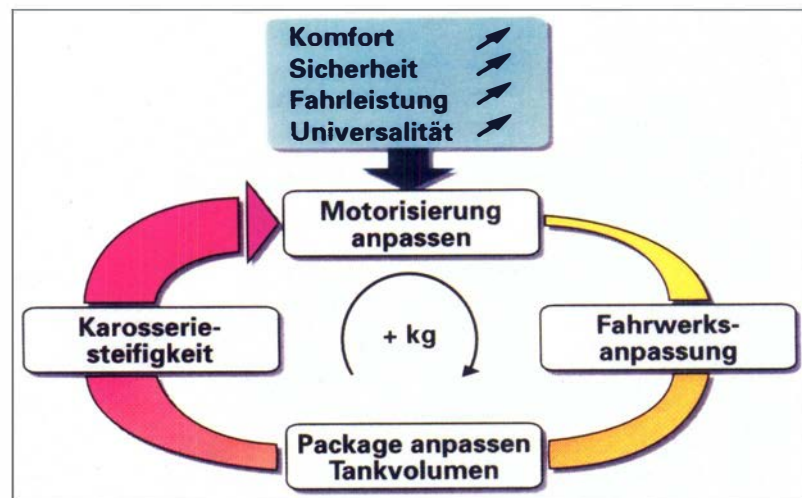 Komfort
Sicherheit
Fahrleistung
Universalität
Motorisierung
anpassen
Karosserie-
steifigkeit
+ kg
Fahrwerks-
anpassung
Package anpassen
Tankvolumen